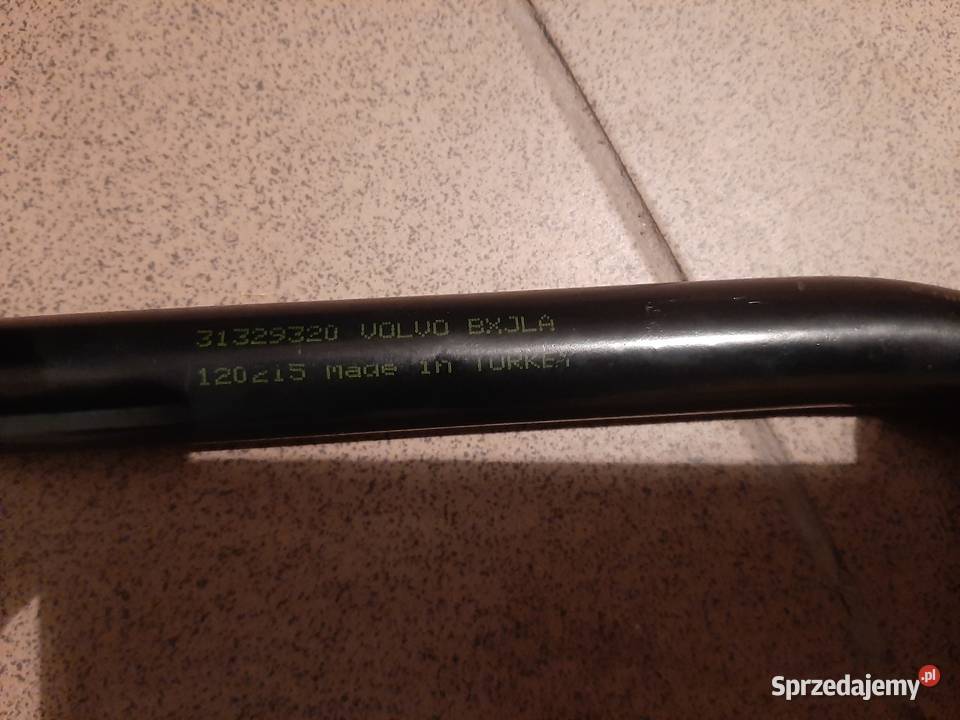 31329320 VOLVO BXJLA
120215 Made in TURKEY
Sprzedajemy.pl